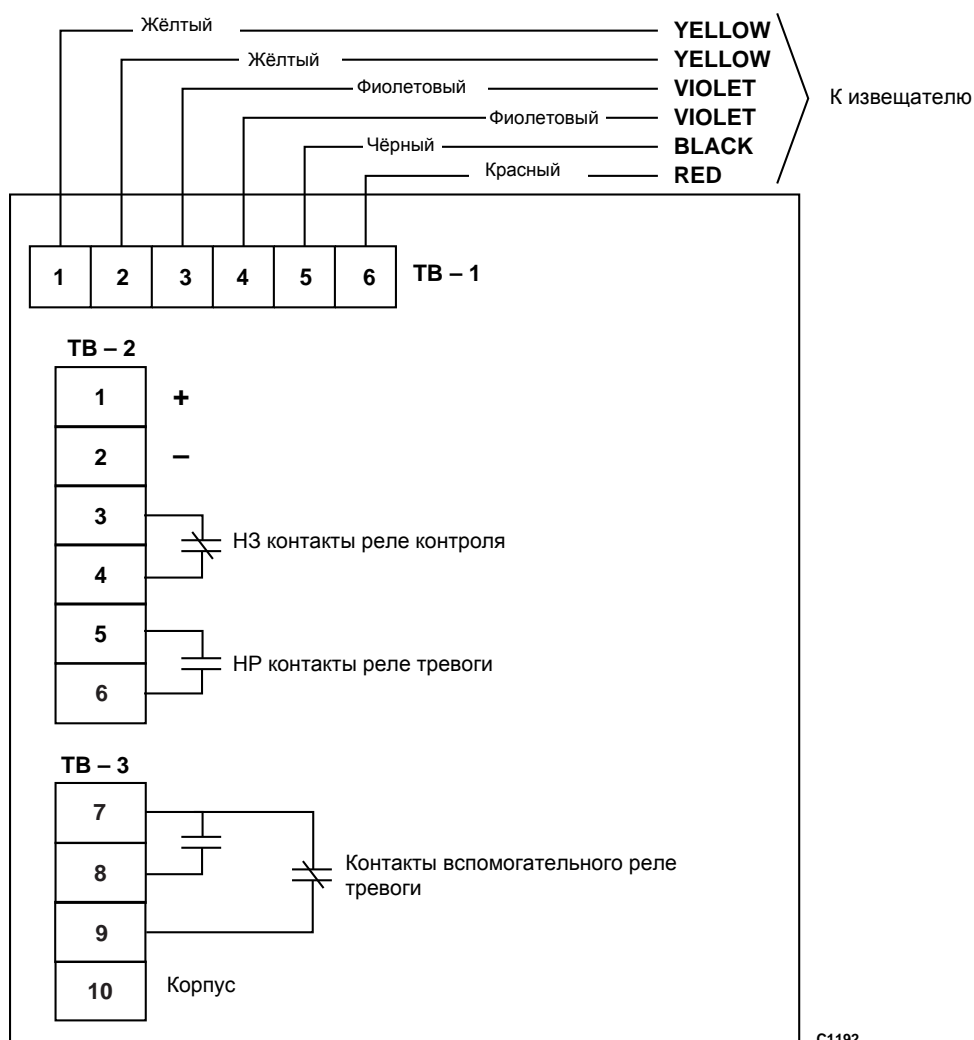 Жёлтый YELLOW
Жёлтый YELLOW
Фиолетовый VIOLET
К извещателю
Фиолетовый VIOLET
Чёрный BLACK
Красный RED
1 2 3 4 5 6 TB – 1
TB – 2
1 +
2 –
3
НЗ контакты реле контроля
4
5
НР контакты реле тревоги
6
TB – 3
7
8
Контакты вспомогательного реле
тревоги
9
10 Корпус
C1192